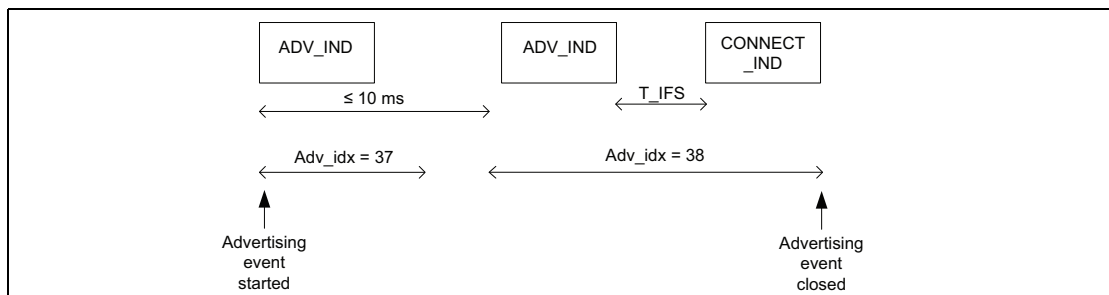 ADV_IND
ADV_IND
CONNECT
_IND
≤ 10 ms
T_IFS
Adv_idx = 37
Adv_idx = 38
Advertising
event
started
Advertising
event
closed